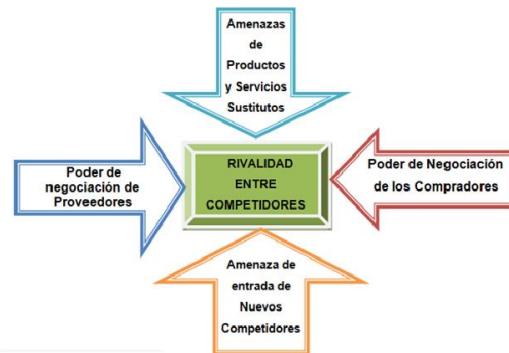 Amenazas
de
Productos
y Servicios
Sustitutos
Poder de
negociación de
Proveedores
RIVALIDAD
ENTRE
COMPETIDORES
Poder de Negociación
de los Compradores
Amenaza de
entrada de
Nuevos
Competidores